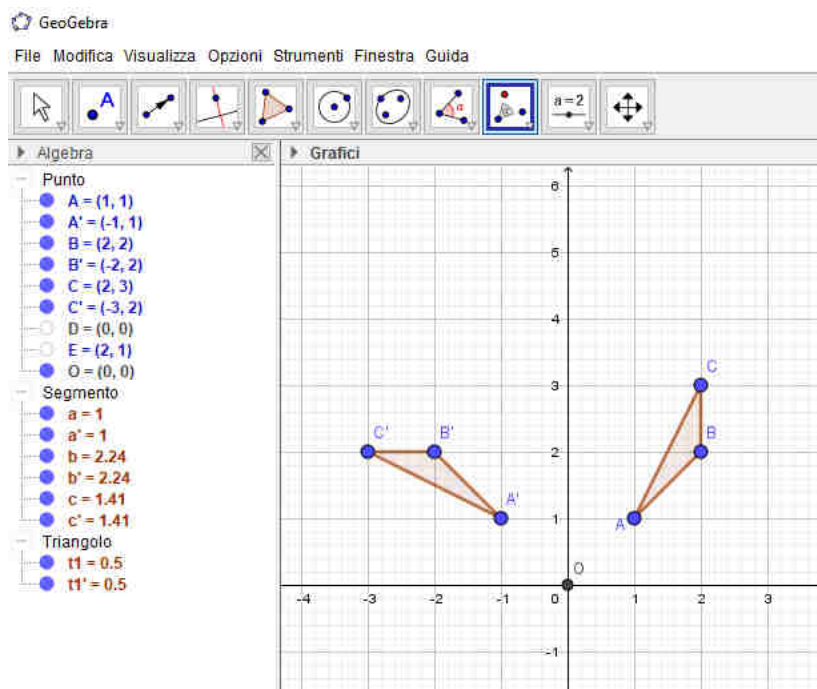 GeoGebra
File Modifica Visualizza Opzioni Strumenti Finestra Guida
A
α
a = 2
Algebra
Grafici
Punto
A = (1, 1)
A' = (-1, 1)
B = (2, 2)
B' = (-2, 2)
C = (2, 3)
C' = (-3, 2)
D = (0, 0)
E = (2, 1)
O = (0, 0)
Segmento
a = 1
a' = 1
b = 2.24
b' = 2.24
c = 1.41
c' = 1.41
Triangolo
t1 = 0.5
t1' = 0.5
6
5
4
3
C
C' B' 2 B
A' 1 A
O
-4 -3 -2 -1 0 1 2 3
-1